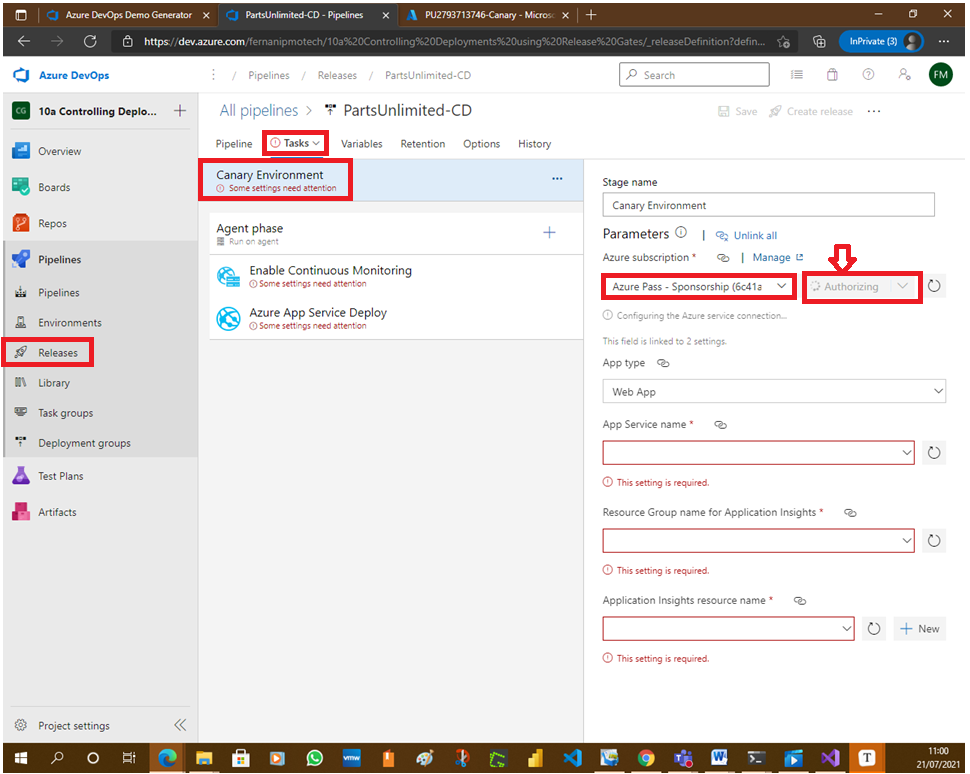 Azure DevOps Demo Generator
PartsUnlimited-CD - Pipelines
PU2793713746-Canary - Micros
https://dev.azure.com/fernanipmotech/10a%20Controlling%20Deployments%20using%20Release%20Gates/_releaseDefinition?defin...
InPrivate (3)
Azure DevOps
/ Pipelines / Releases / PartsUnlimited-CD
Search
FM
CG
10a Controlling Deplo...
Overview
Boards
Repos
Pipelines
Pipelines
Environments
Releases
Library
Task groups
Deployment groups
Test Plans
Artifacts
Project settings
All pipelines > PartsUnlimited-CD
Save
Create release
Pipeline
Tasks
Variables
Retention
Options
History
Canary Environment
Some settings need attention
Agent phase
Run on agent
Enable Continuous Monitoring
Some settings need attention
Azure App Service Deploy
Some settings need attention
Stage name
Canary Environment
Parameters | Unlink all
Azure subscription * | Manage
Azure Pass - Sponsorship (6c41a
Authorizing
Configuring the Azure service connection...
This field is linked to 2 settings.
App type
Web App
App Service name *
This setting is required.
Resource Group name for Application Insights *
This setting is required.
Application Insights resource name *
New
This setting is required.
vmw
W
T
11:00
21/07/2021